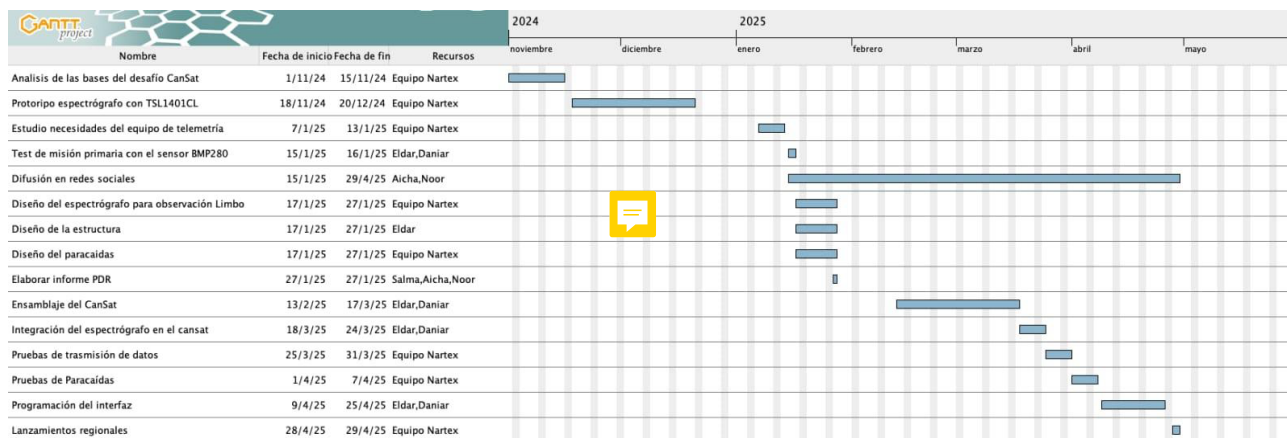 GANTT project
2024 2025
noviembre diciembre enero febrero marzo abril mayo
Nombre Fecha de inicio Fecha de fin Recursos
Analisis de las bases del desafío CanSat 1/11/24 15/11/24 Equipo Nartex
Protoripo espectrógrafo con TSL1401CL 18/11/24 20/12/24 Equipo Nartex
Estudio necesidades del equipo de telemetría 7/1/25 13/1/25 Equipo Nartex
Test de misión primaria con el sensor BMP280 15/1/25 16/1/25 Eldar,Daniar
Difusión en redes sociales 15/1/25 29/4/25 Aicha,Noor
Diseño del espectrógrafo para observación Limbo 17/1/25 27/1/25 Equipo Nartex
Diseño de la estructura 17/1/25 27/1/25 Eldar
Diseño del paracaídas 17/1/25 27/1/25 Equipo Nartex
Elaborar informe PDR 27/1/25 27/1/25 Salma,Aicha,Noor
Ensamblaje del CanSat 13/2/25 17/3/25 Eldar,Daniar
Integración del espectrógrafo en el cansat 18/3/25 24/3/25 Eldar,Daniar
Pruebas de trasmisión de datos 25/3/25 31/3/25 Equipo Nartex
Pruebas de Paracaídas 1/4/25 7/4/25 Equipo Nartex
Programación del interfaz 9/4/25 25/4/25 Eldar,Daniar
Lanzamientos regionales 28/4/25 29/4/25 Equipo Nartex